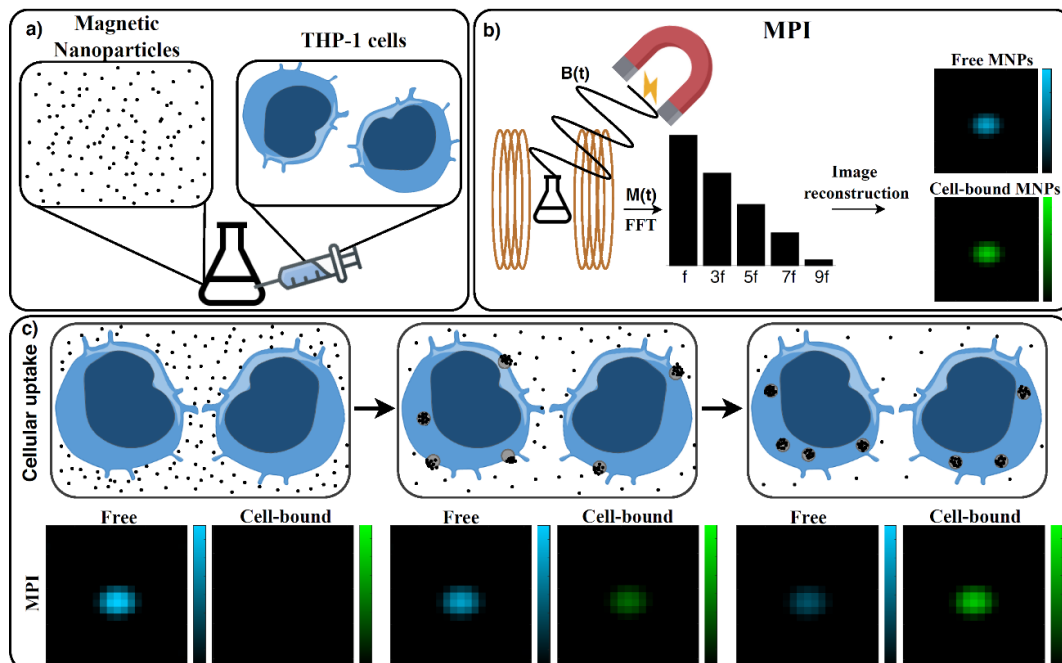 a)
Magnetic
Nanoparticles
THP-1 cells
b)
MPI
B(t)
M(t)
FFT
f 3f 5f 7f 9f
Image
reconstruction
Free MNPs
Cell-bound MNPs
c)
Cellular uptake
Free Cell-bound Free Cell-bound Free Cell-bound
MPI